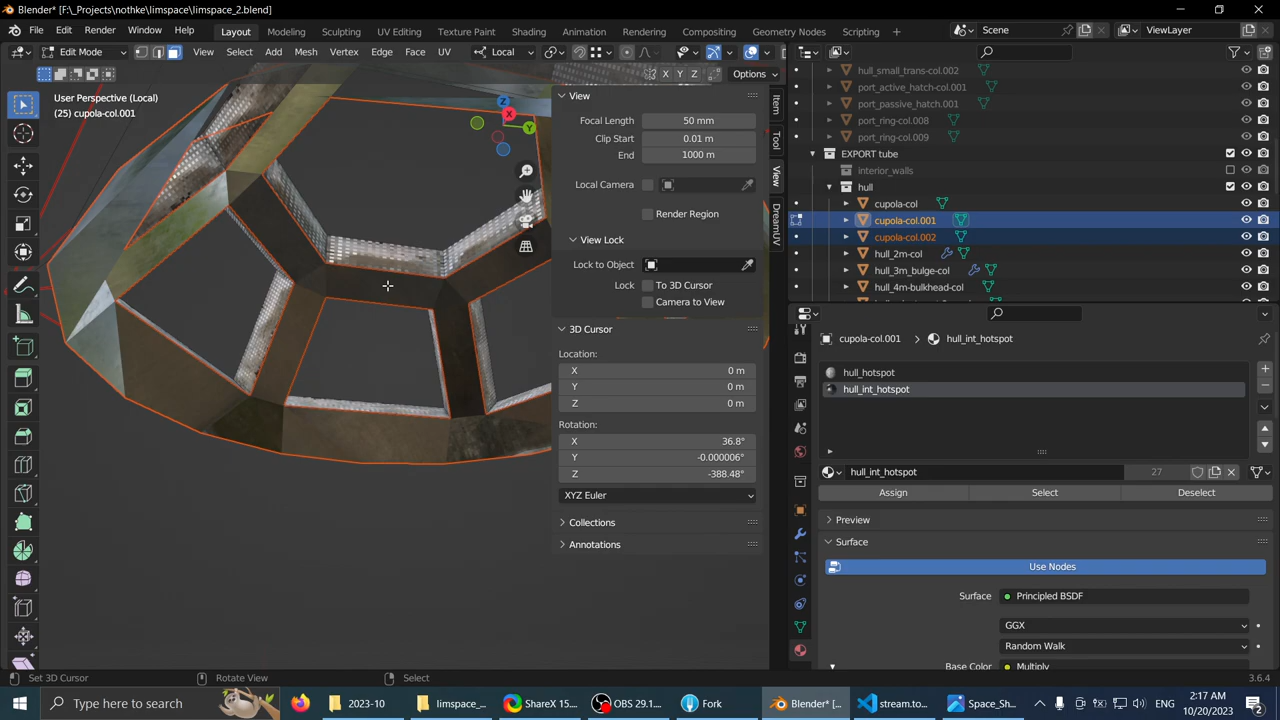 Blender* [F:\_Projects\nothke\limspace\limspace_2.blend]
File Edit Render Window Help Layout Modeling Sculpting UV Editing Texture Paint Shading Animation Rendering Compositing Geometry Nodes Scripting Scene ViewLayer
Edit Mode View Select Add Mesh Vertex Edge Face UV Local
X Y Z Options
User Perspective (Local)
(25) cupola-col.001
Z
X
Y
View
Focal Length 50 mm
Clip Start 0.01 m
End 1000 m
Local Camera
Render Region
View Lock
Lock to Object
Lock To 3D Cursor
Camera to View
3D Cursor
Location:
X 0 m
Y 0 m
Z 0 m
Rotation:
X 36.8°
Y -0.000006°
Z -388.48°
XYZ Euler
Collections
Annotations
Item
Tool
View
DreamUV
hull_small_trans-col.002
port_active_hatch-col.001
port_passive_hatch.001
port_ring-col.008
port_ring-col.009
EXPORT tube
interior_walls
hull
cupola-col
cupola-col.001
cupola-col.002
hull_2m-col
hull_3m_bulge-col
hull_4m-bulkhead-col
cupola-col.001 > hull_int_hotspot
hull_hotspot
hull_int_hotspot
hull_int_hotspot 27
Assign Select Deselect
Preview
Surface
Use Nodes
Surface Principled BSDF
GGX
Random Walk
Base Color Multiply
Set 3D Cursor Rotate View Select 3.6.4
Type here to search 2023-10 limspace_... ShareX 15.... OBS 29.1.... Fork Blender* [... stream.to... Space_Sh... ENG 2:17 AM
10/20/2023 2